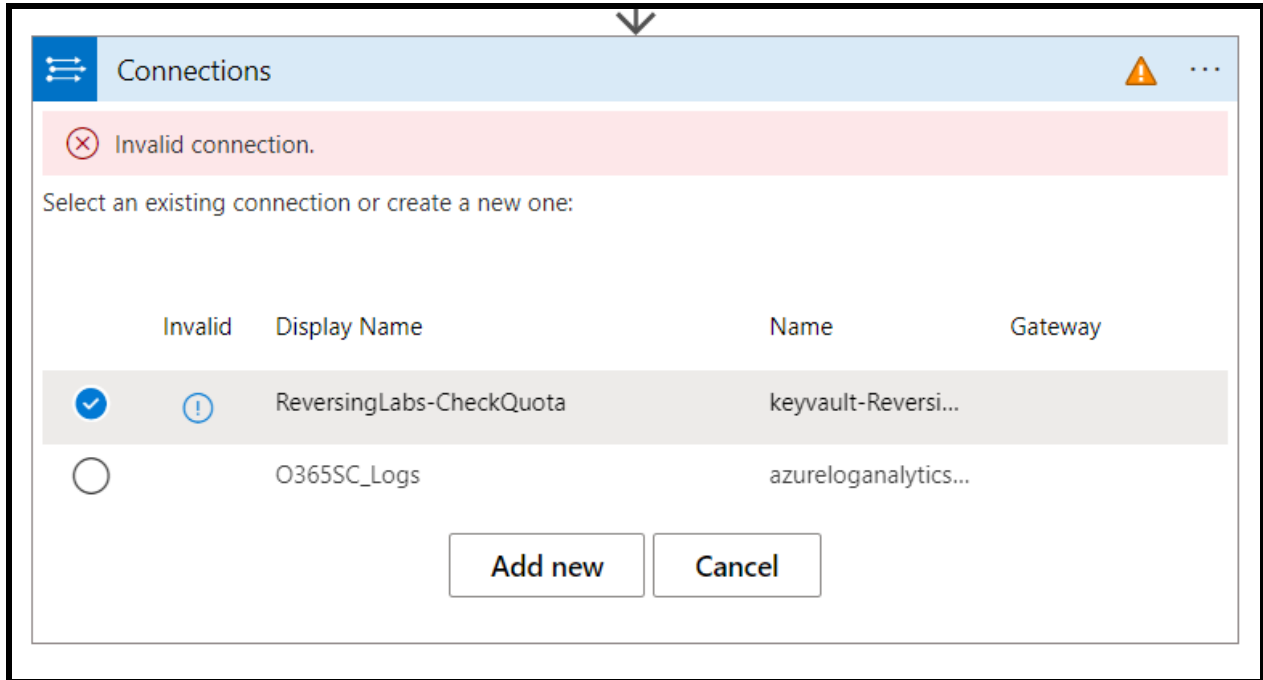 Connections
Invalid connection.
Select an existing connection or create a new one:
Invalid Display Name Name Gateway
ReversingLabs-CheckQuota keyvault-Reversi...
O365SC_Logs azureloganalytics...
Add new Cancel